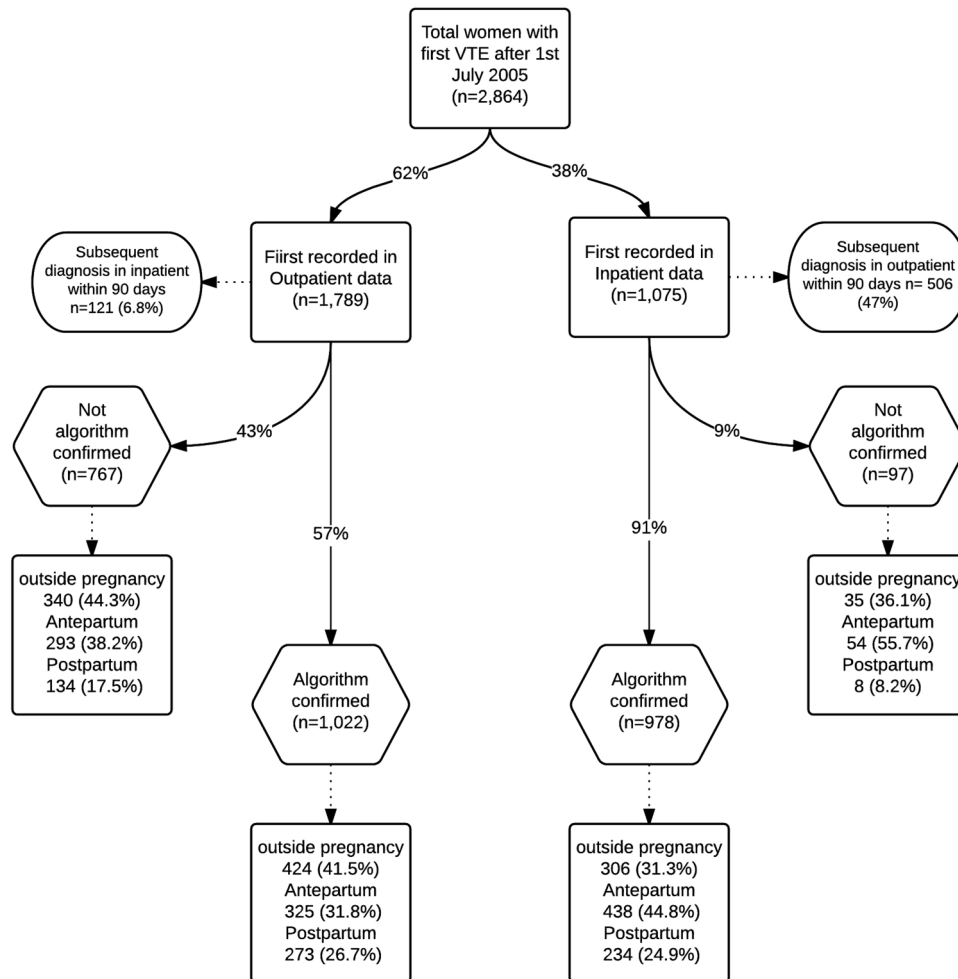 Total women with
first VTE after 1st
July 2005
(n=2,864)
62%
38%
Subsequent
diagnosis in inpatient
within 90 days
n=121 (6.8%)
Fiirst recorded in
Outpatient data
(n=1,789)
First recorded in
Inpatient data
(n=1,075)
Subsequent
diagnosis in outpatient
within 90 days n= 506
(47%)
Not
algorithm
confirmed
(n=767)
43%
9%
Not
algorithm
confirmed
(n=97)
57%
91%
outside pregnancy
340 (44.3%)
Antepartum
293 (38.2%)
Postpartum
134 (17.5%)
Algorithm
confirmed
(n=1,022)
Algorithm
confirmed
(n=978)
outside pregnancy
35 (36.1%)
Antepartum
54 (55.7%)
Postpartum
8 (8.2%)
outside pregnancy
424 (41.5%)
Antepartum
325 (31.8%)
Postpartum
273 (26.7%)
outside pregnancy
306 (31.3%)
Antepartum
438 (44.8%)
Postpartum
234 (24.9%)